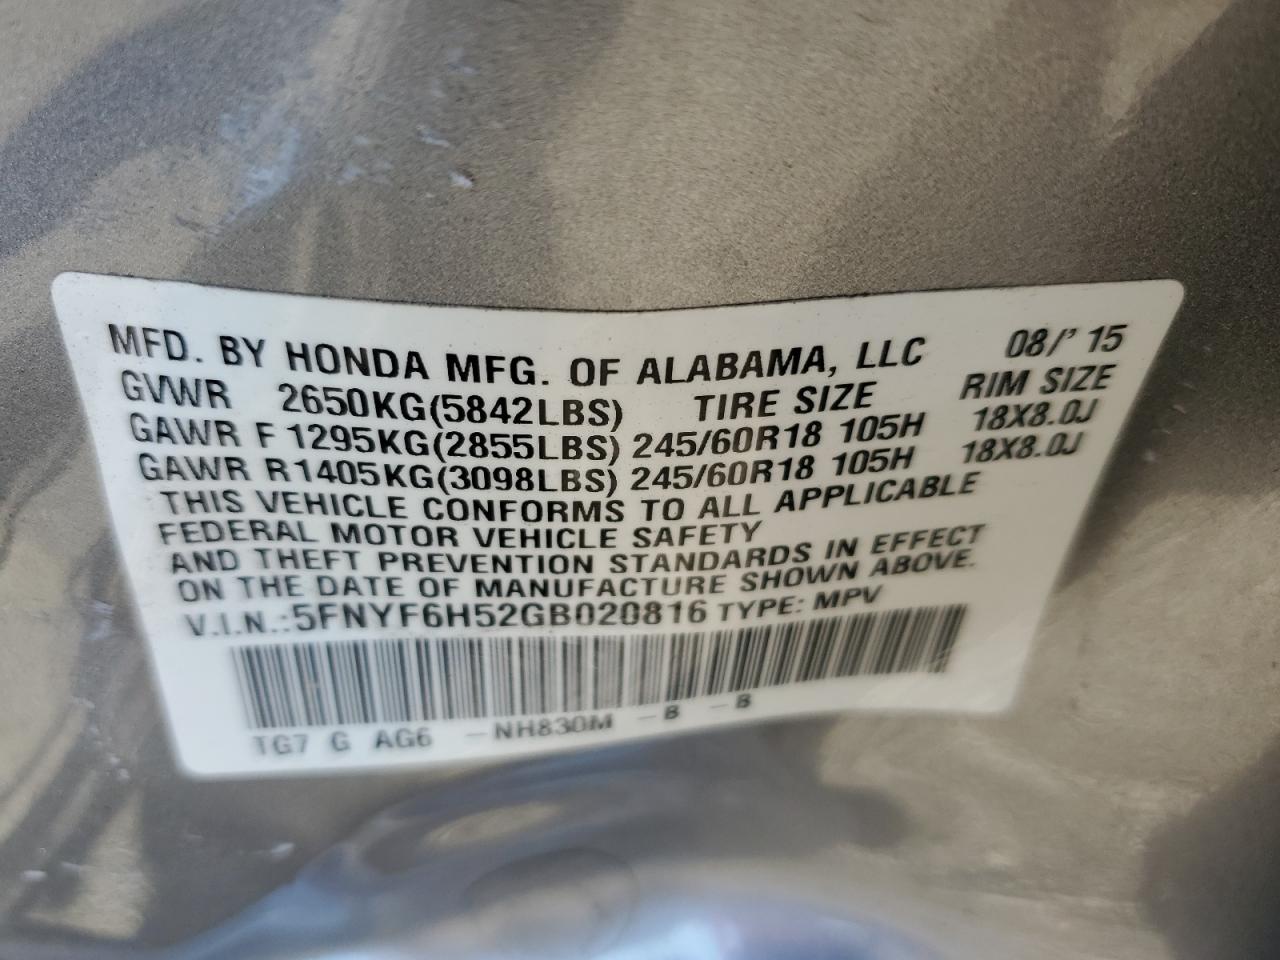 MFD. BY HONDA MFG. OF ALABAMA, LLC 08/'15
GVWR 2650KG(5842LBS) TIRE SIZE RIM SIZE
GAWR F 1295KG(2855LBS) 245/60R18 105H 18X8.0J
GAWR R1405KG(3098LBS) 245/60R18 105H 18X8.0J
THIS VEHICLE CONFORMS TO ALL APPLICABLE
FEDERAL MOTOR VEHICLE SAFETY
AND THEFT PREVENTION STANDARDS IN EFFECT
ON THE DATE OF MANUFACTURE SHOWN ABOVE.
V.I.N.:5FNYF6H52GB020816 TYPE: MPV
TG7 G AG6 -NH830M -B -B